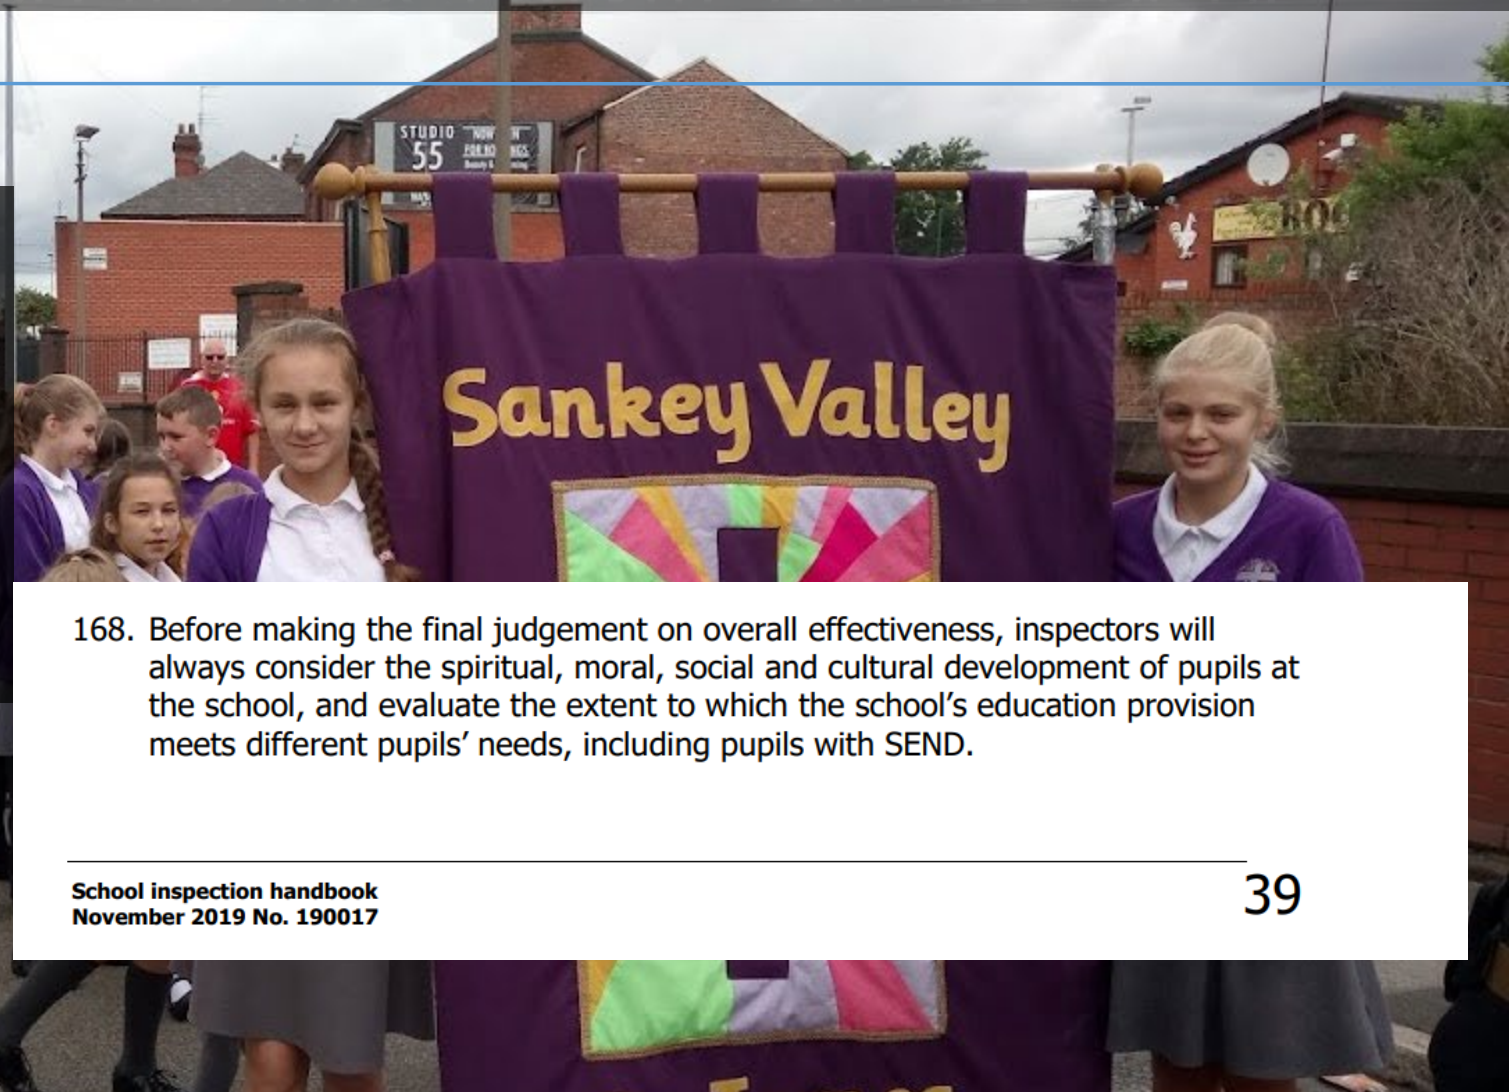 STUDIO
55
Sankey Valley
168. Before making the final judgement on overall effectiveness, inspectors will
always consider the spiritual, moral, social and cultural development of pupils at
the school, and evaluate the extent to which the school's education provision
meets different pupils' needs, including pupils with SEND.
School inspection handbook
November 2019 No. 190017
39